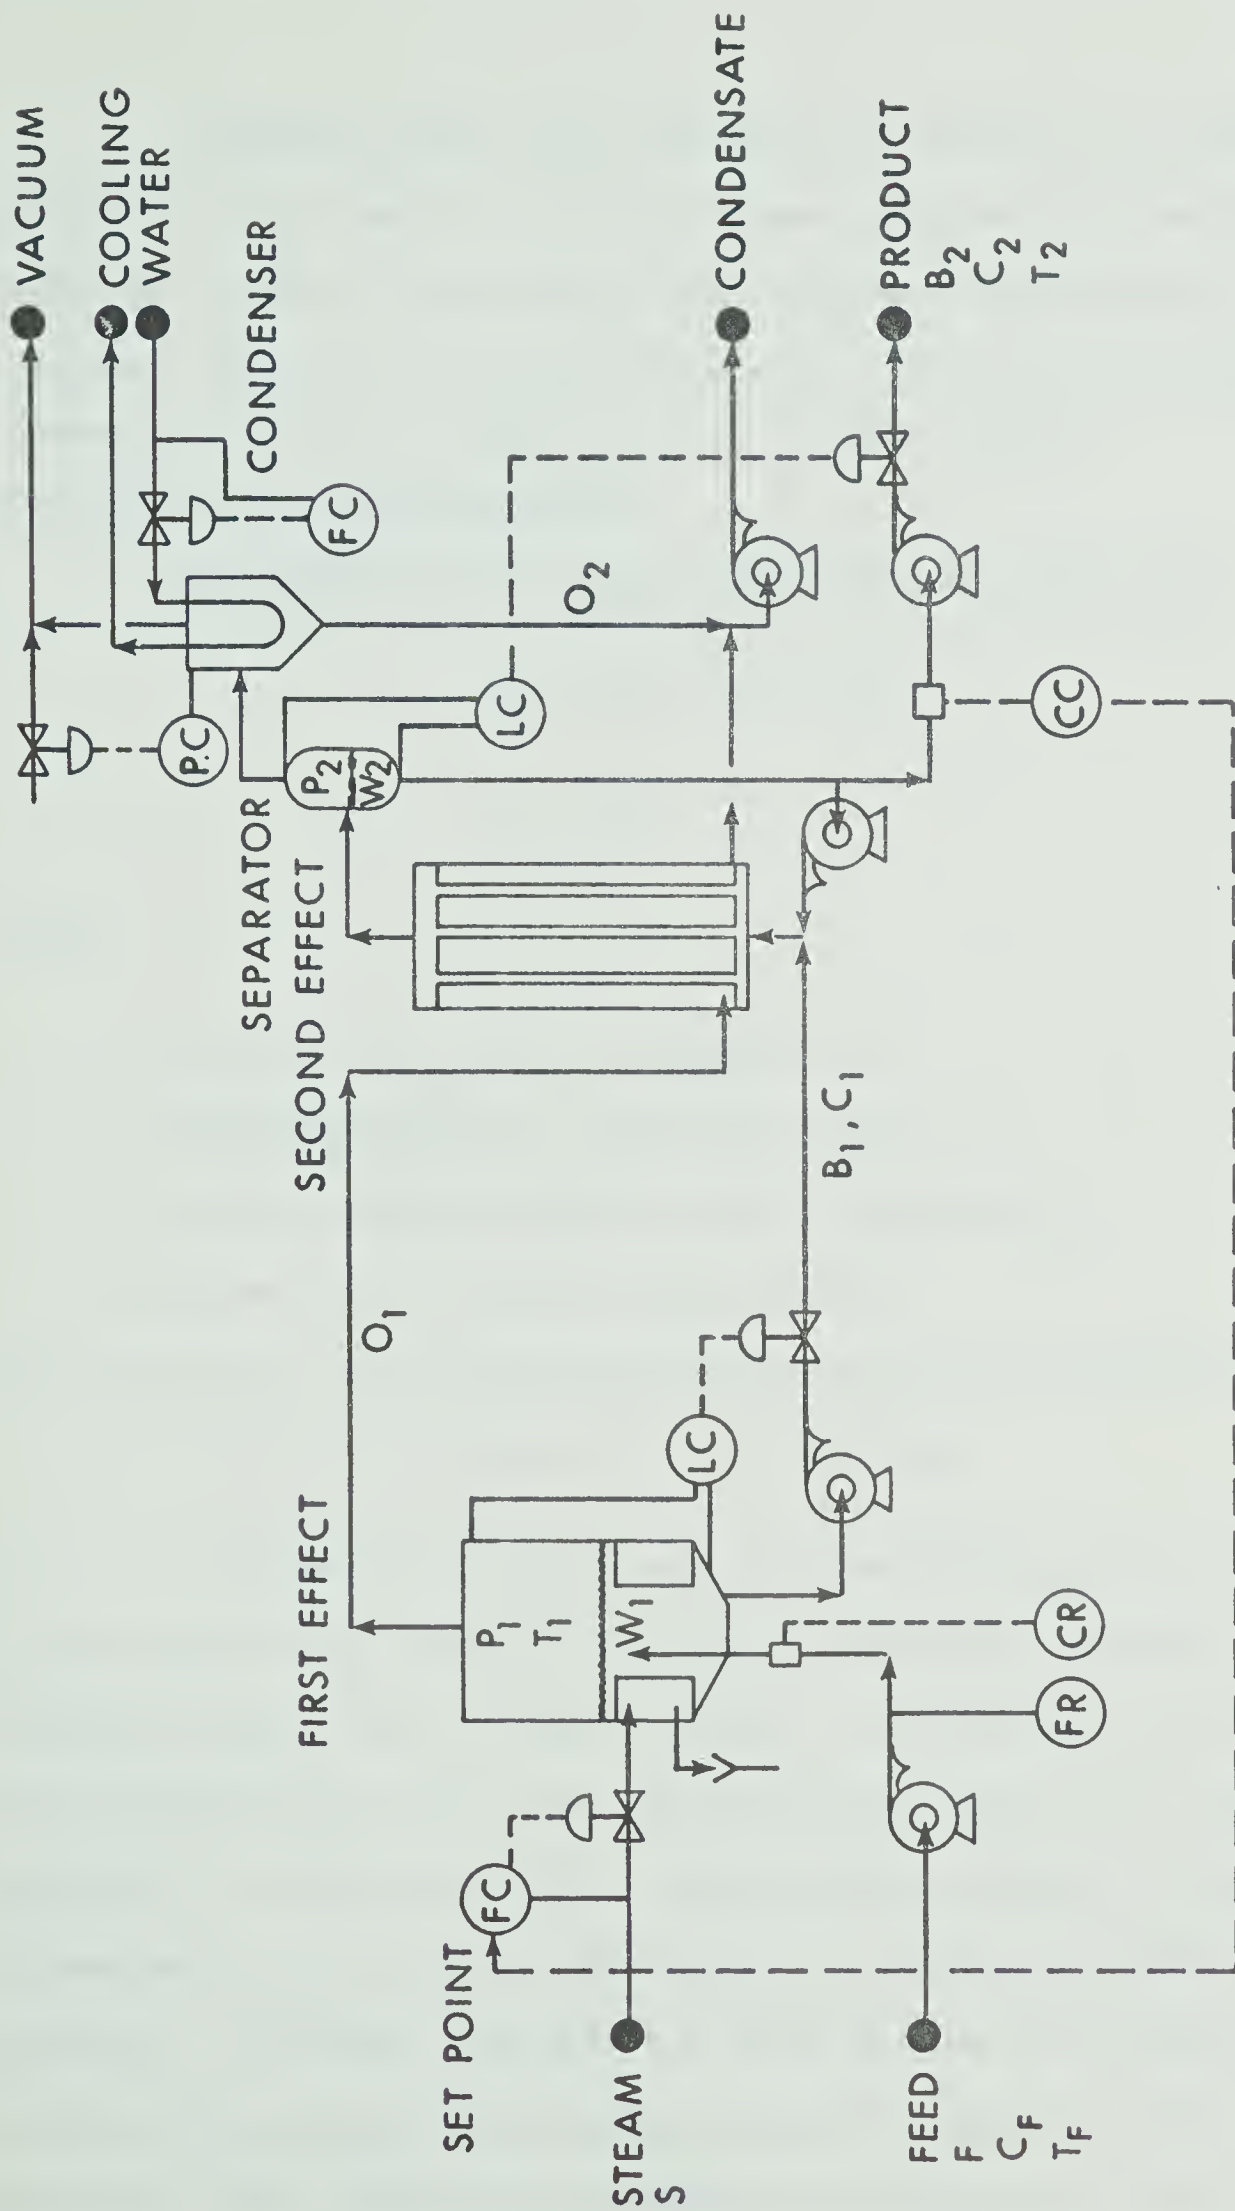 VACUUM
COOLING
WATER
CONDENSER
FC
P.C
SEPARATOR
SECOND EFFECT
P2
W2
LC
O2
CONDENSATE
PRODUCT
B2
C2
T2
CC
FIRST EFFECT
O1
P1
T1
W1
LC
B1, C1
SET POINT
FC
STEAM
S
FEED
F
CF
TF
CR
FR